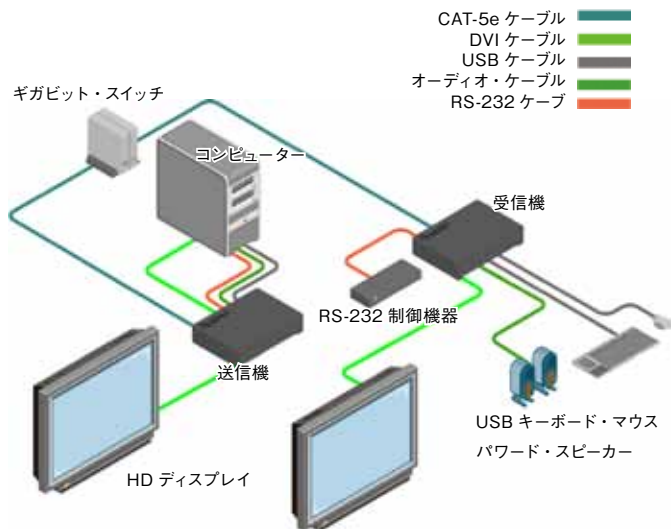 CAT-5e ケーブル
DVI ケーブル
USB ケーブル
オーディオ・ケーブル
RS-232 ケーブ
ギガビット・スイッチ
コンピューター
受信機
RS-232 制御機器
送信機
USB キーボード・マウス
パワード・スピーカー
HD ディスプレイ